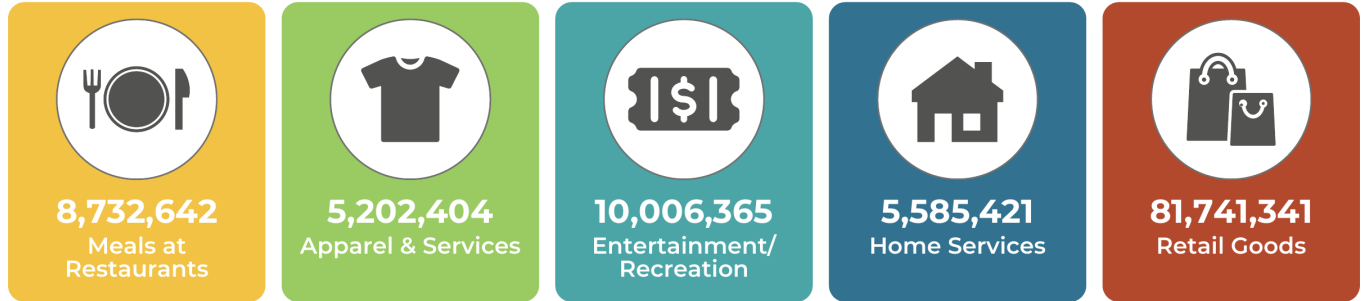 8,732,642
Meals at
Restaurants
5,202,404
Apparel & Services
$
10,006,365
Entertainment/
Recreation
5,585,421
Home Services
81,741,341
Retail Goods